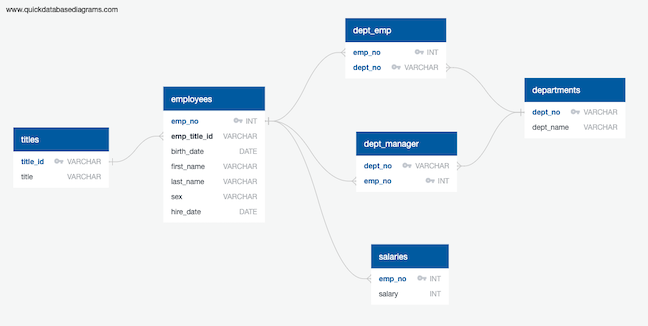 www.quickdatabasediagrams.com
titles
title_id VARCHAR
title VARCHAR
employees
emp_no INT
emp_title_id VARCHAR
birth_date DATE
first_name VARCHAR
last_name VARCHAR
sex VARCHAR
hire_date DATE
dept_emp
emp_no INT
dept_no VARCHAR
dept_manager
dept_no VARCHAR
emp_no INT
salaries
emp_no INT
salary INT
departments
dept_no VARCHAR
dept_name VARCHAR